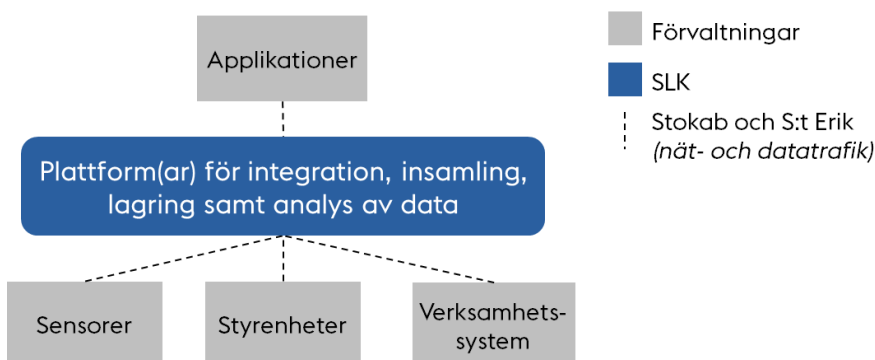 Applikationer
Plattform(ar) för integration, insamling,
lagring samt analys av data
Sensorer
Styrenheter
Verksamhets-
system
Förvaltningar
SLK
Stokab och S:t Erik
(nät- och datatrafik)